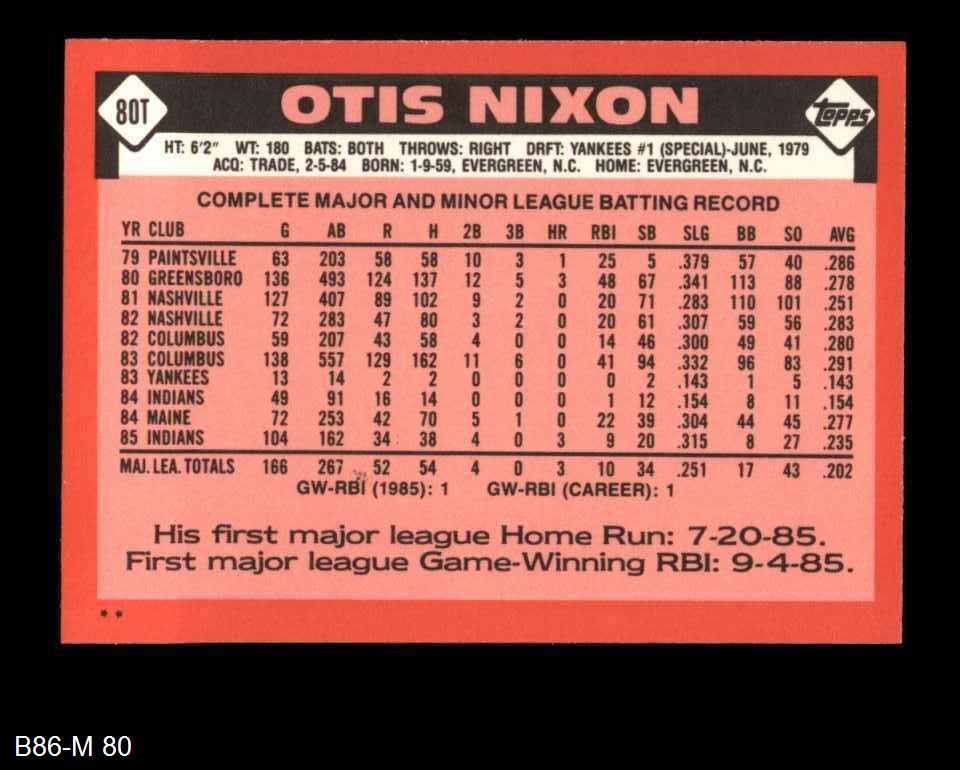 80T
OTIS NIXON
topps
HT: 6'2" WT: 180 BATS: BOTH THROWS: RIGHT DRFT: YANKEES #1 (SPECIAL)-JUNE, 1979
ACQ: TRADE, 2-5-84 BORN: 1-9-59, EVERGREEN, N.C. HOME: EVERGREEN, N.C.
COMPLETE MAJOR AND MINOR LEAGUE BATTING RECORD
YR CLUB G AB R H 2B 3B HR RBI SB SLG BB SO AVG
79 PAINTSVILLE 63 203 58 58 10 3 1 25 5 .379 57 40 .286
80 GREENSBORO 136 493 124 137 12 5 3 48 67 .341 113 88 .278
81 NASHVILLE 127 407 89 102 9 2 0 20 71 .283 110 101 .251
82 NASHVILLE 72 283 47 80 3 2 0 20 61 .307 59 56 .283
82 COLUMBUS 59 207 43 58 4 0 0 14 46 .300 49 41 .280
83 COLUMBUS 138 557 129 162 11 6 0 41 94 .332 96 83 .291
83 YANKEES 13 14 2 2 0 0 0 0 2 .143 1 5 .143
84 INDIANS 49 91 16 14 0 0 0 1 12 .154 8 11 .154
84 MAINE 72 253 42 70 5 1 0 22 39 .304 44 45 .277
85 INDIANS 104 162 34 38 4 0 3 9 20 .315 8 27 .235
MAJ. LEA. TOTALS 166 267 52 54 4 0 3 10 34 .251 17 43 .202
GW-RBI (1985): 1 GW-RBI (CAREER): 1
His first major league Home Run: 7-20-85.
First major league Game-Winning RBI: 9-4-85.
**
B86-M 80